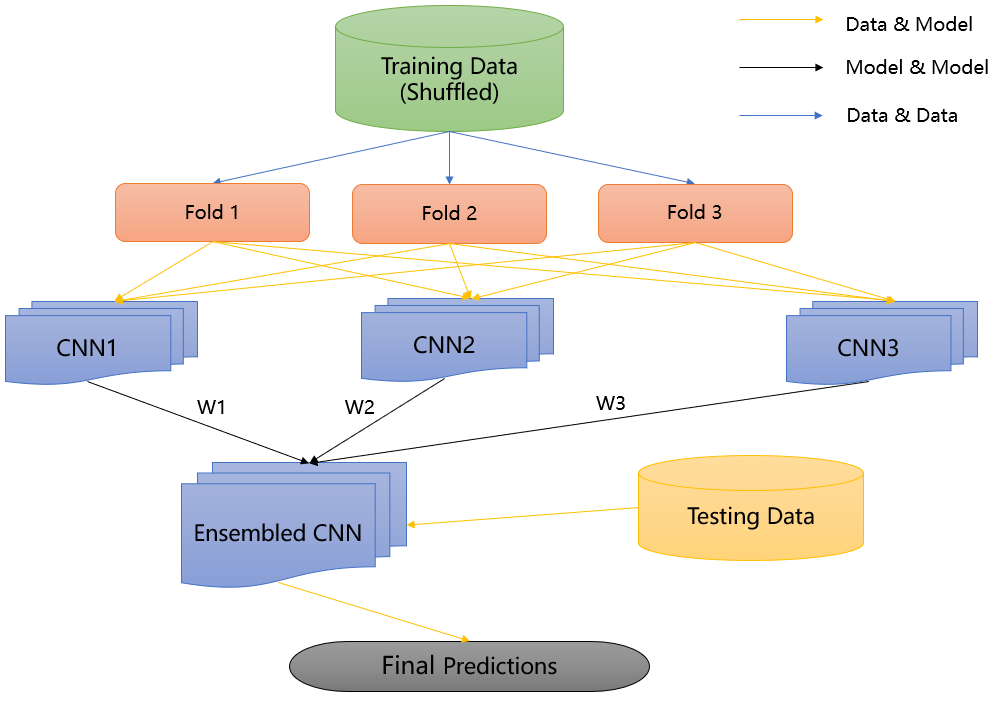 Training Data
(Shuffled)
Data & Model
Model & Model
Data & Data
Fold 1
Fold 2
Fold 3
CNN1
CNN2
CNN3
W1
W2
W3
Ensembled CNN
Testing Data
Final Predictions